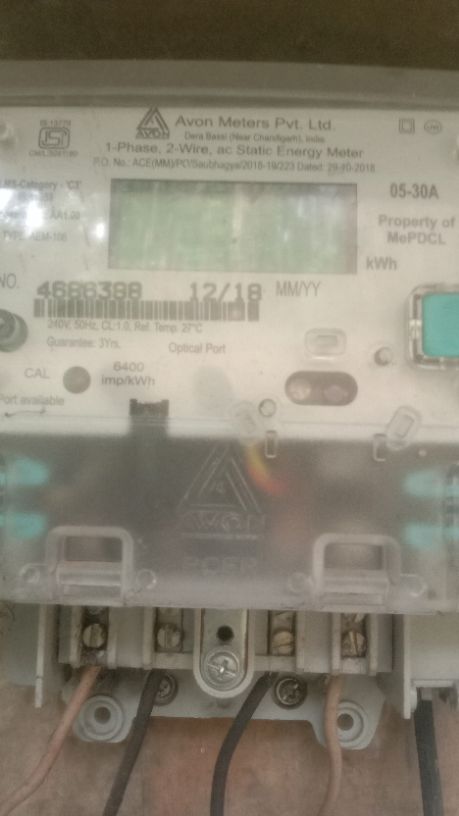 IS 13779
AVON
Avon Meters Pvt. Ltd.
Dera Bassi (Near Chandigarh), India.
1-Phase, 2-Wire, ac Static Energy Meter
P.O. No.: ACE(MM)/PO/Saubhagya/2018-19/223 Dated: 29-10-2018
05-30A
Property of
MePDCL
kWh
NO.
4686388 12/18 MM/YY
240V, 50Hz, CL:1.0, Ref. Temp. 27°C
Guarantee: 3Yrs.
Optical Port
CAL
6400
imp/kWh
Port available
AVON